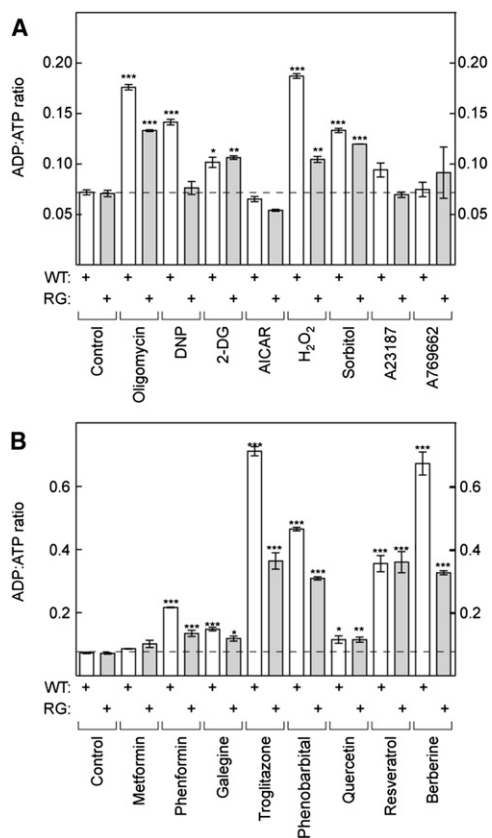 A
ADP:ATP ratio
0.20
0.15
0.10
0.05
0.20
0.15
0.10
0.05
*** *** *** * ** *** ** *** ***
WT: + + + + + + + + +
RG: + + + + + + + + +
Control
Oligomycin
DNP
2-DG
AICAR
H2O2
Sorbitol
A23187
A769662
B
ADP:ATP ratio
0.6
0.4
0.2
0.6
0.4
0.2
*** *** *** * *** *** *** *** * ** *** *** *** ***
WT: + + + + + + + + +
RG: + + + + + + + + +
Control
Metformin
Phenformin
Galegine
Troglitazone
Phenobarbital
Quercetin
Resveratrol
Berberine